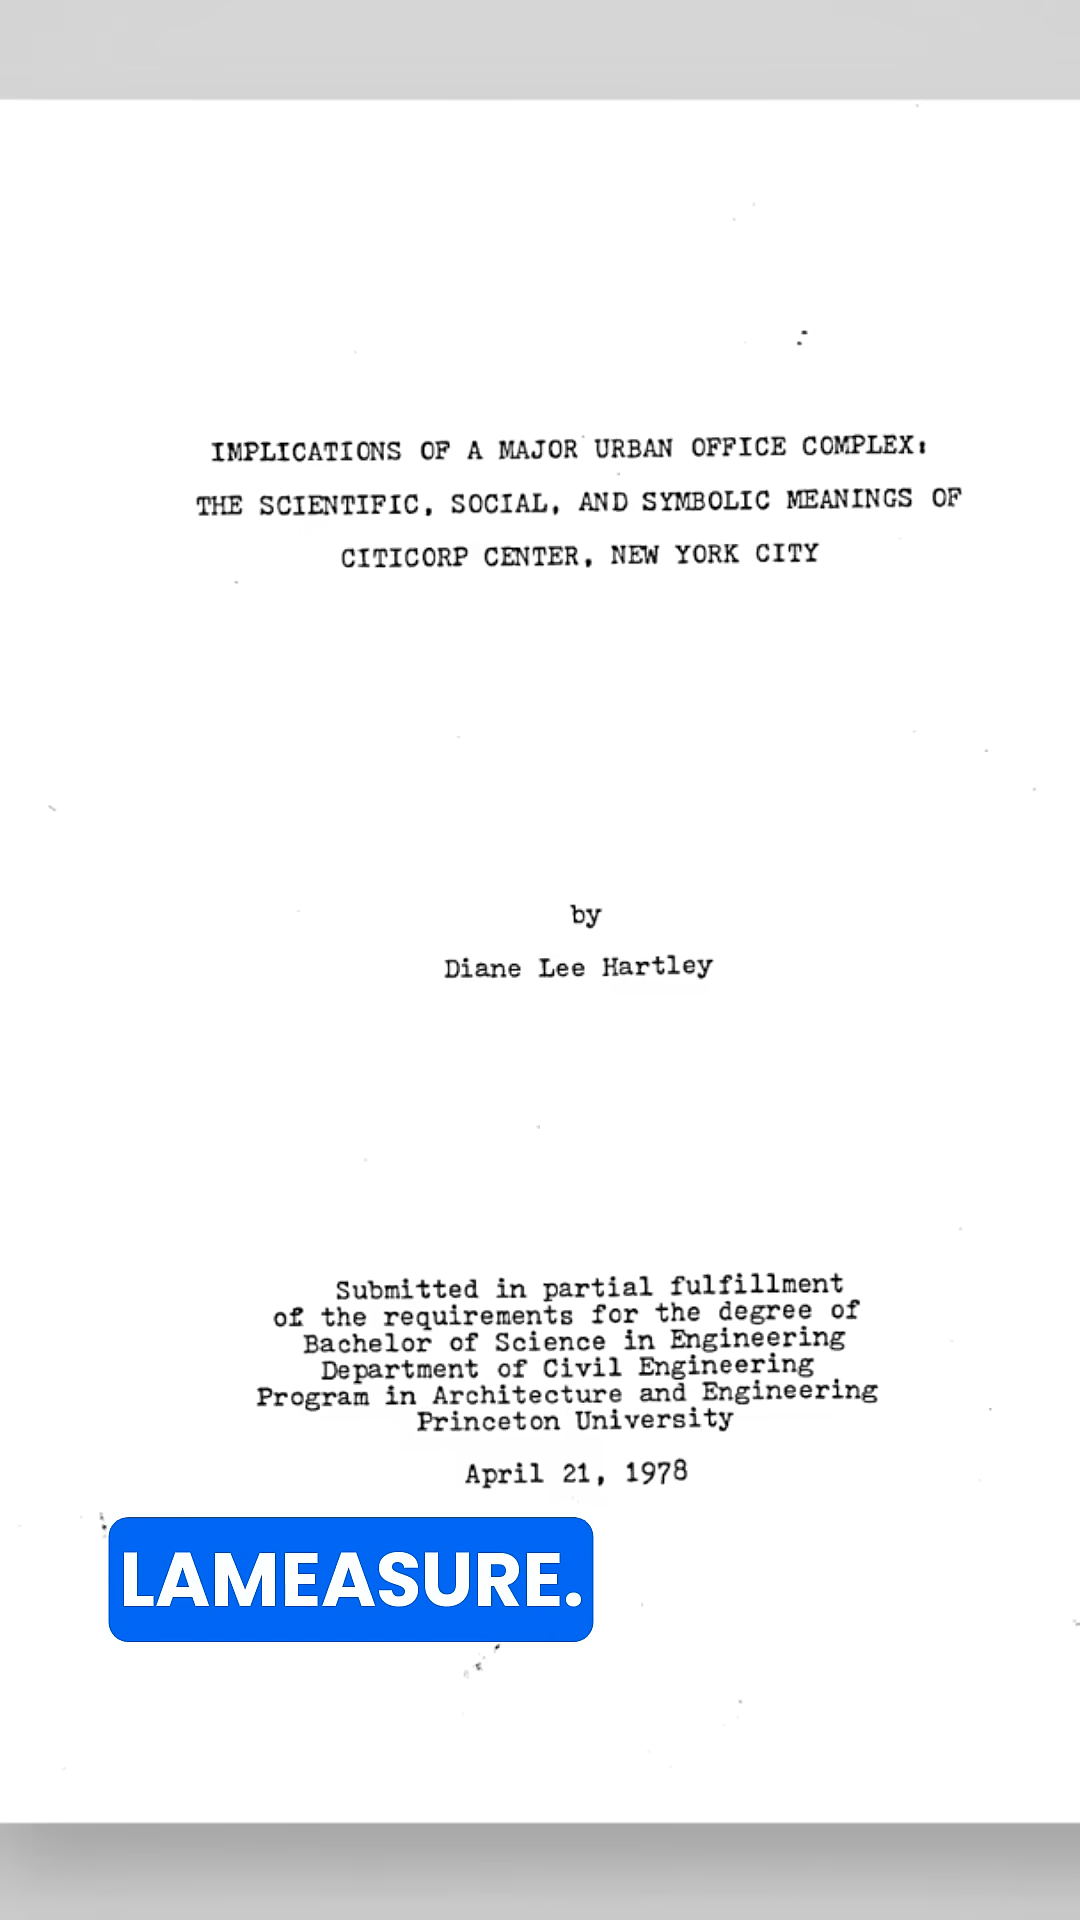 IMPLICATIONS OF A MAJOR URBAN OFFICE COMPLEX:
THE SCIENTIFIC, SOCIAL, AND SYMBOLIC MEANINGS OF
CITICORP CENTER, NEW YORK CITY
by
Diane Lee Hartley
Submitted in partial fulfillment
of the requirements for the degree of
Bachelor of Science in Engineering
Department of Civil Engineering
Program in Architecture and Engineering
Princeton University
April 21, 1978
LAMEASURE.